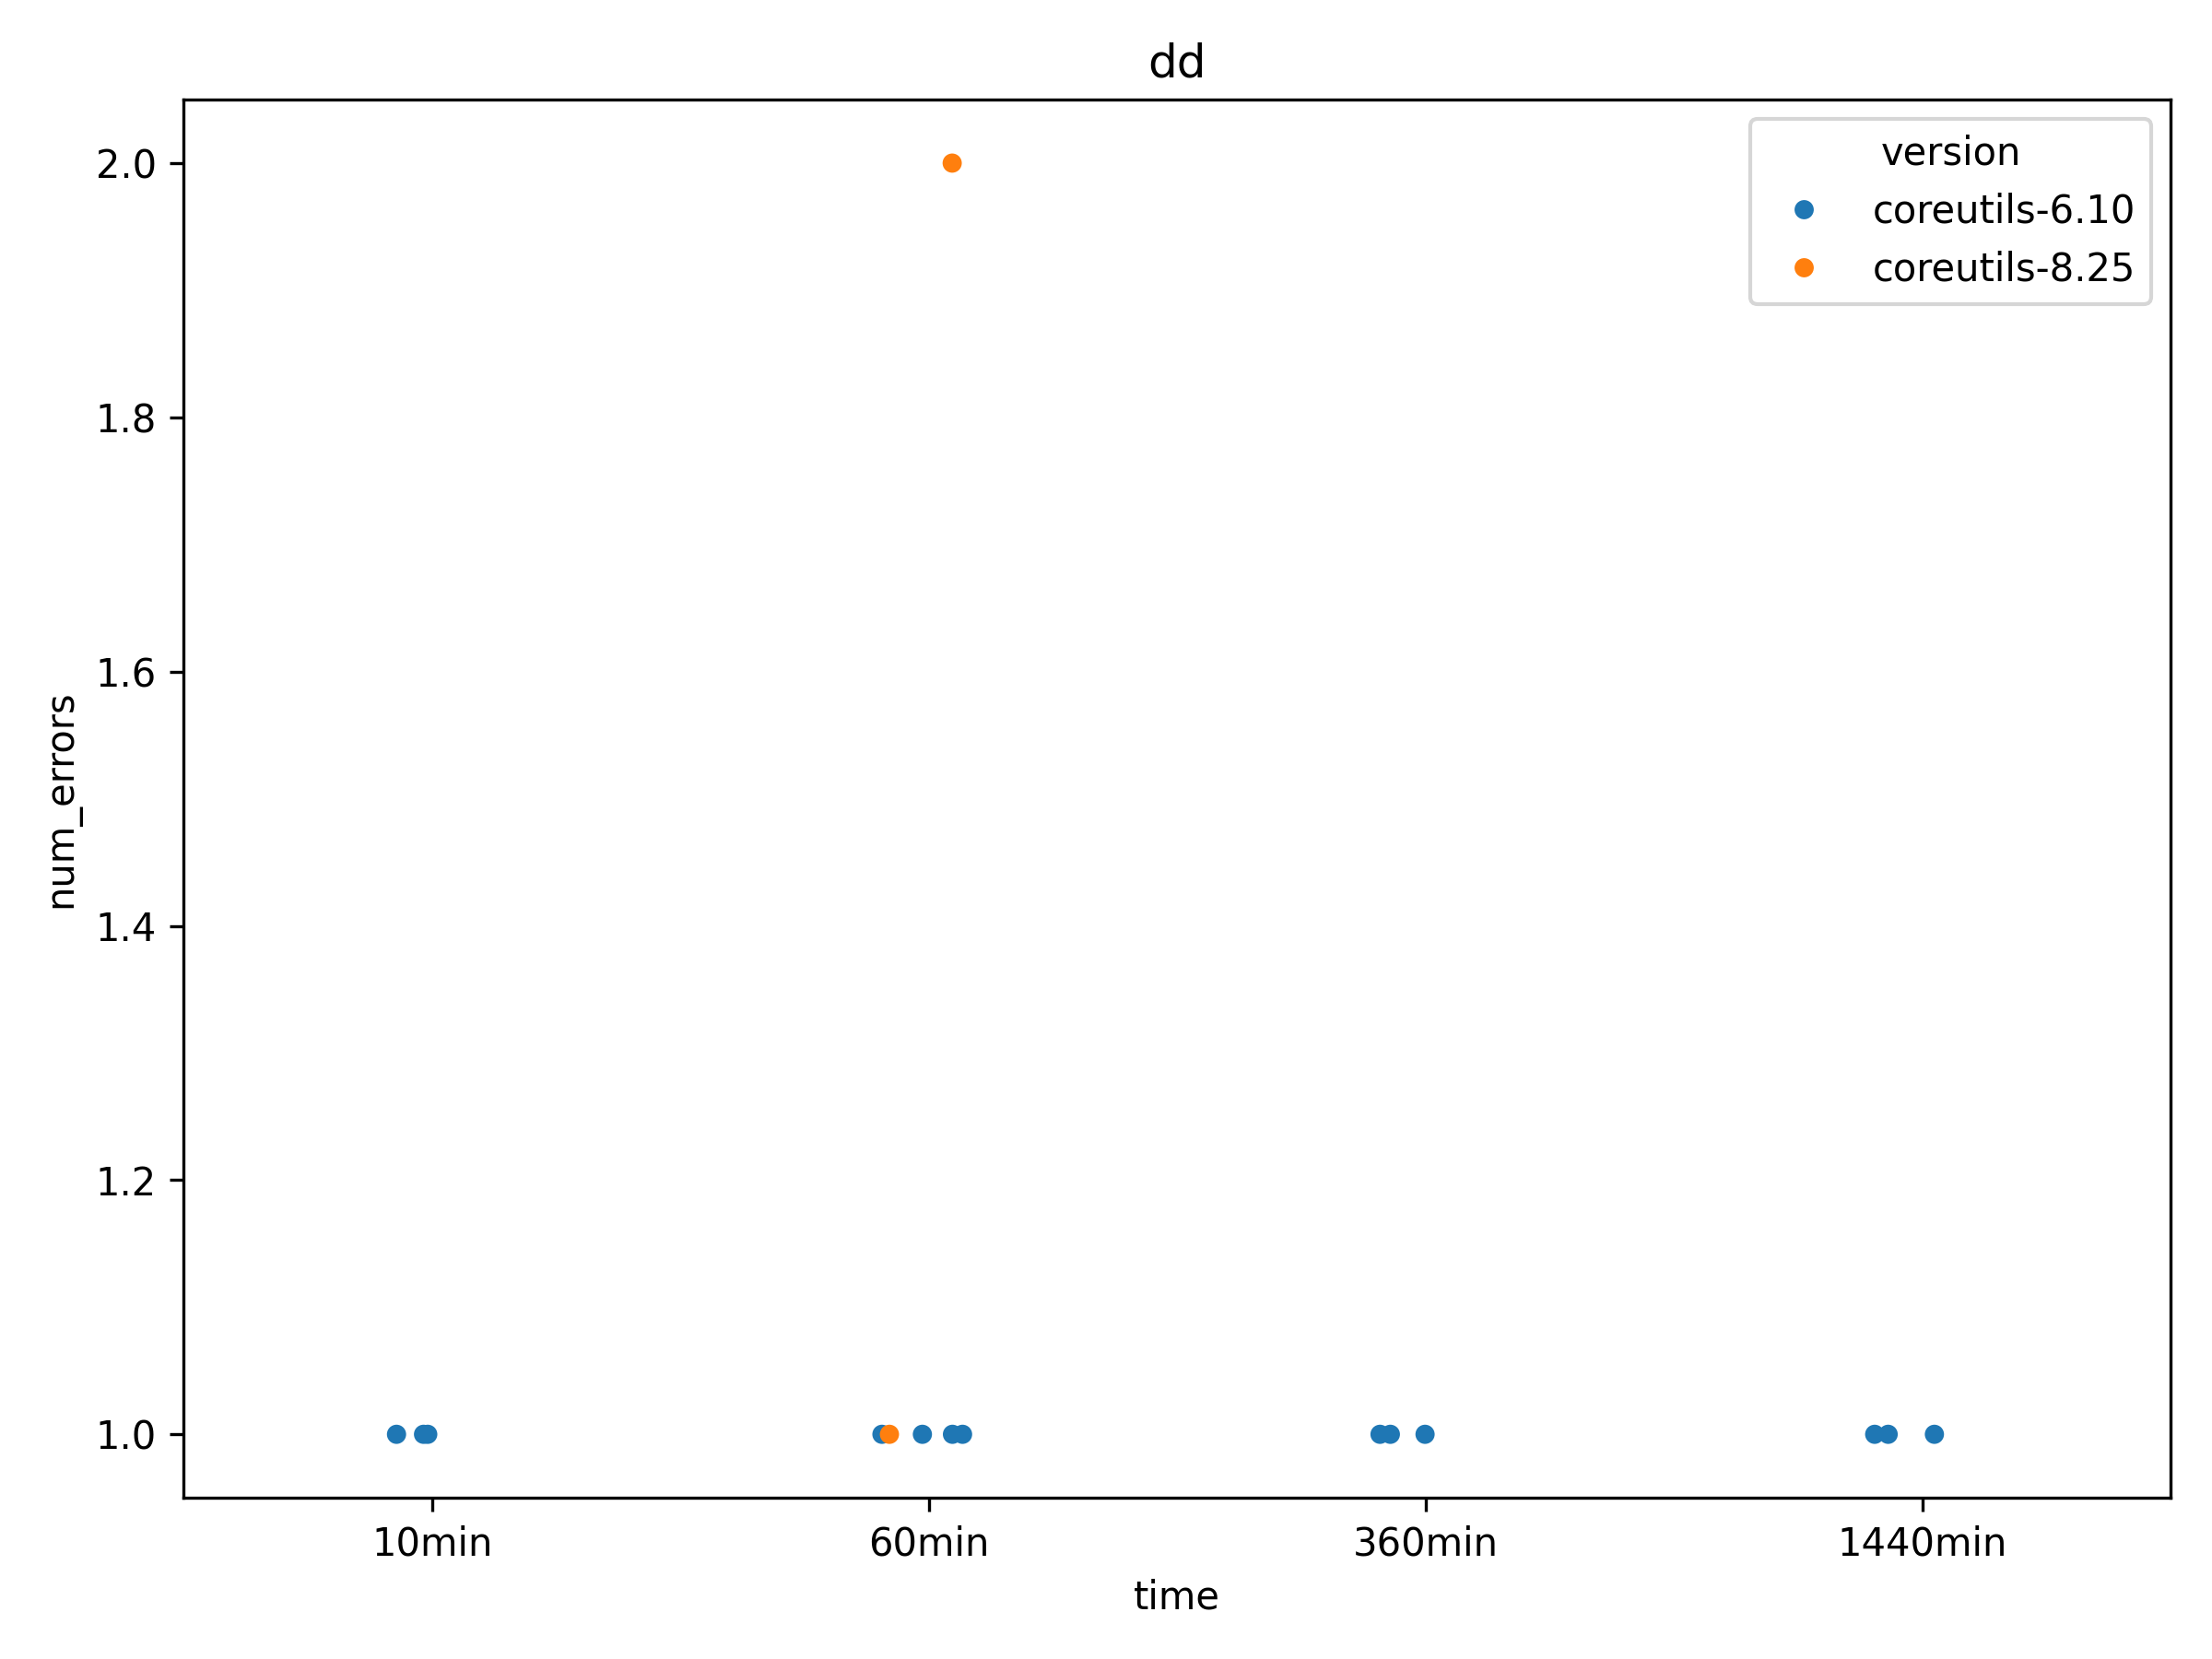 dd
version
coreutils-6.10
coreutils-8.25
2.0
1.8
1.6
1.4
1.2
1.0
num_errors
10min
60min
360min
1440min
time